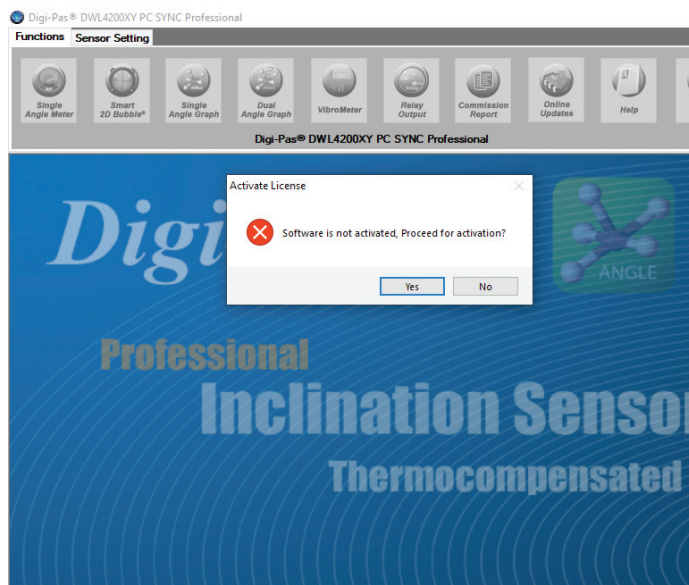 Digi-Pas® DWL4200XY PC SYNC Professional
Functions Sensor Setting
Single Angle Meter
Smart 2D Bubble®
Single Angle Graph
Dual Angle Graph
VibroMeter
Relay Output
Commission Report
Online Updates
Help
Digi-Pas® DWL4200XY PC SYNC Professional
Activate License
Software is not activated, Proceed for activation?
Yes No
Digi
ANGLE
Professional
Inclination Senso
Thermocompensated